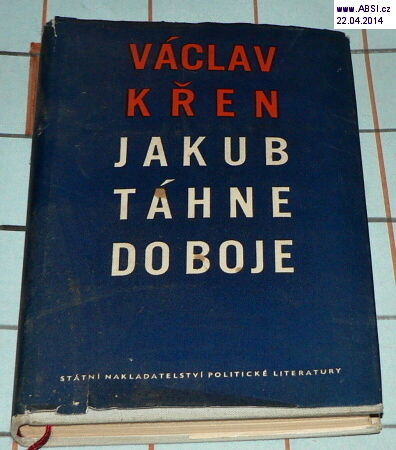 www.ABSI.cz
22.04.2014
VÁCLAV
KŘEN
JAKUB
TÁHNE
DO BOJE
STÁTNÍ NAKLADATELSTVÍ POLITICKÉ LITERATURY